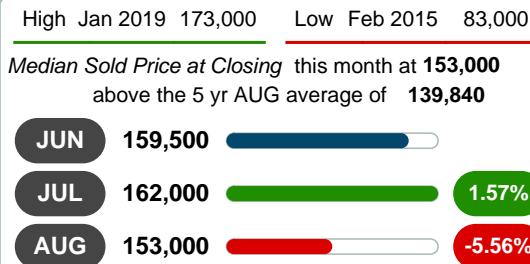 High Jan 2019 173,000 Low Feb 2015 83,000
Median Sold Price at Closing this month at 153,000
above the 5 yr AUG average of 139,840
JUN 159,500
JUL 162,000 1.57%
AUG 153,000 -5.56%